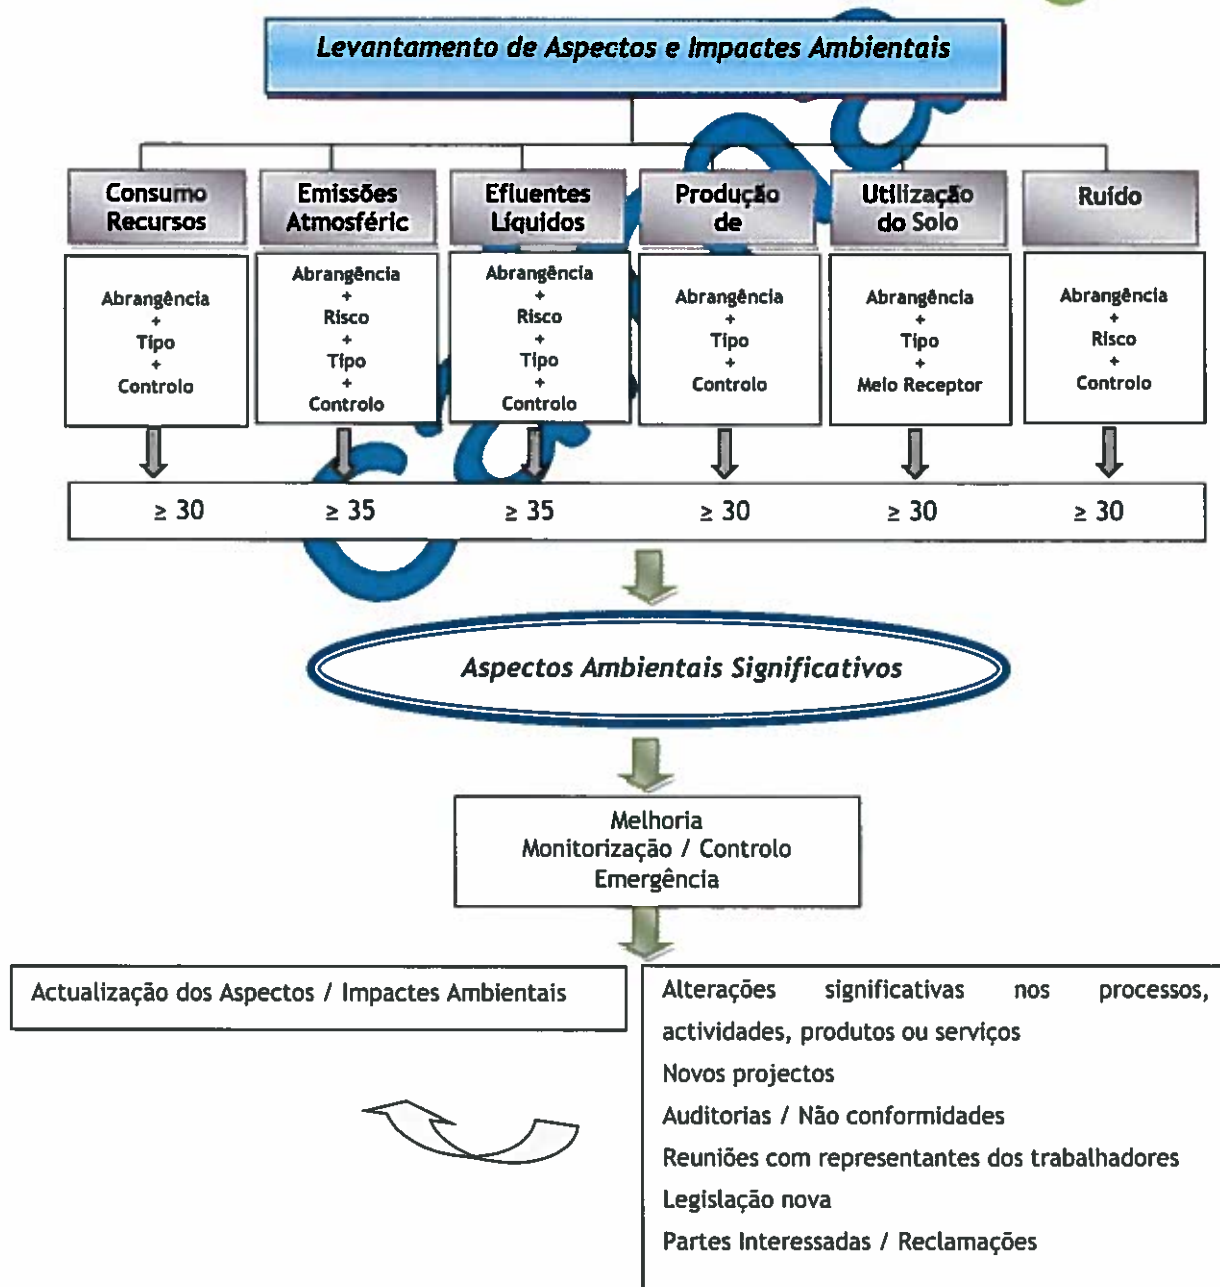 Levantamento de Aspectos e Impactes Ambientais
Consumo
Recursos
Emissões
Atmosféric
Efluentes
Líquidos
Produção
de
Utilização
do Solo
Ruído
Abrangência
+
Tipo
+
Controlo
Abrangência
+
Risco
+
Tipo
+
Controlo
Abrangência
+
Risco
+
Tipo
+
Controlo
Abrangência
+
Tipo
+
Controlo
Abrangência
+
Tipo
+
Meio Receptor
Abrangência
+
Risco
+
Controlo
≥ 30 ≥ 35 ≥ 35 ≥ 30 ≥ 30 ≥ 30
Aspectos Ambientais Significativos
Melhoria
Monitorização / Controlo
Emergência
Actualização dos Aspectos / Impactes Ambientais
Alterações significativas nos processos,
actividades, produtos ou serviços
Novos projectos
Auditorias / Não conformidades
Reuniões com representantes dos trabalhadores
Legislação nova
Partes Interessadas / Reclamações